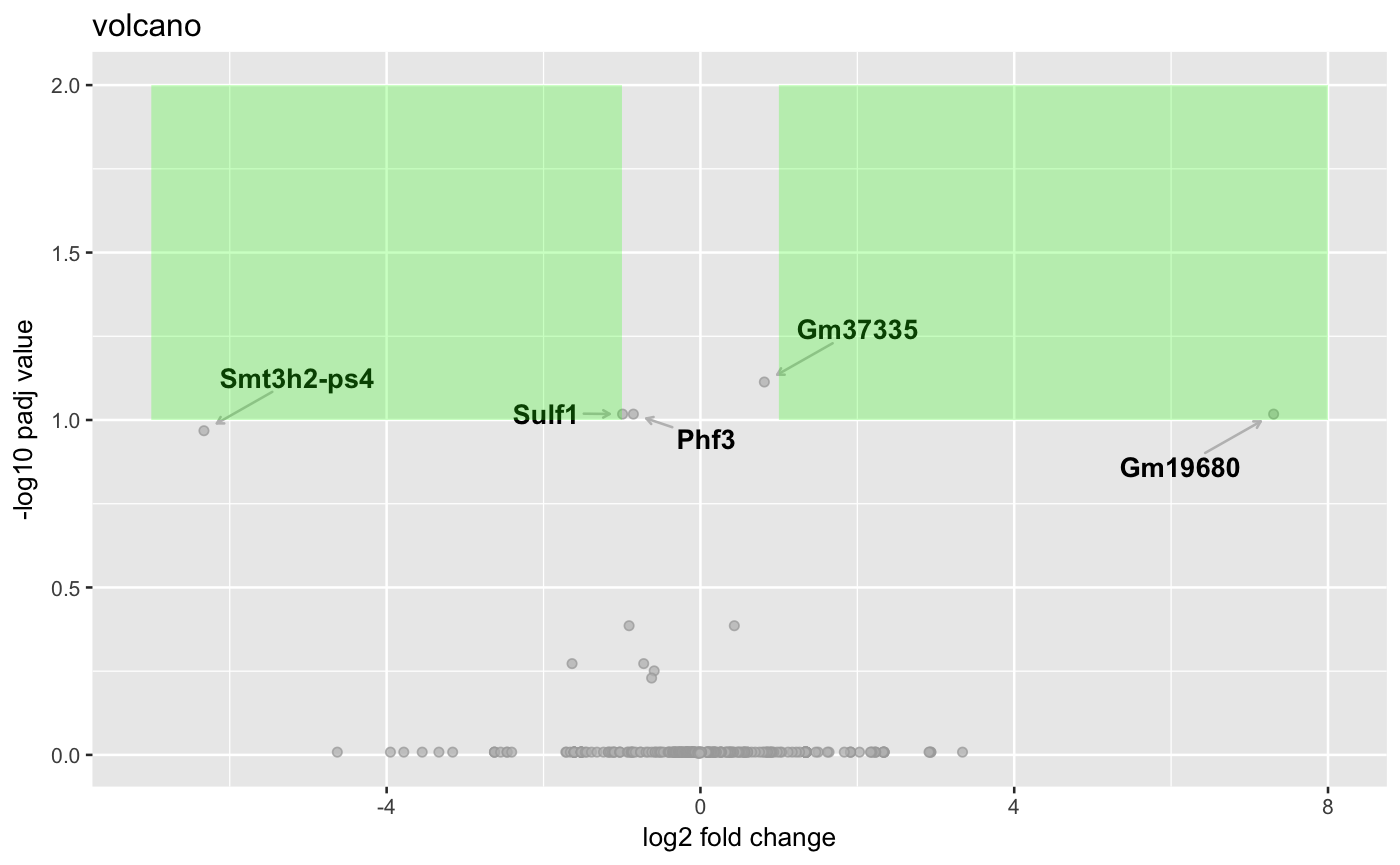 volcano
2.0
1.5
1.0
0.5
0.0
-log10 padj value
Gm37335
Smt3h2-ps4
Sulf1
Phf3
Gm19680
-4
0
4
8
log2 fold change